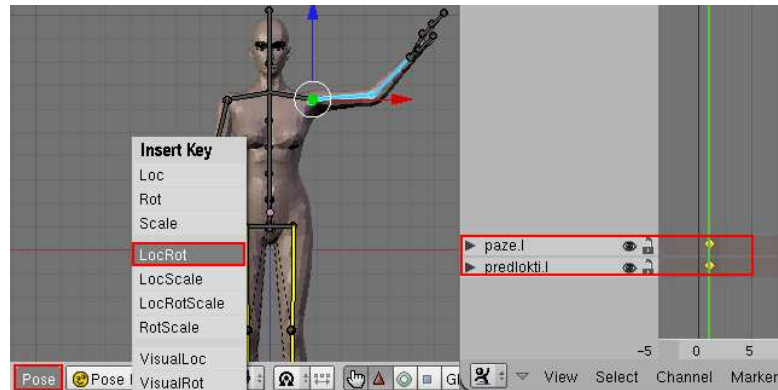 Insert Key
Loc
Rot
Scale
LocRot
LocScale
LocRotScale
RotScale
VisualLoc
VisualRot
Pose
Pose
paze.l
predlokti.l
-5 0 5
View Select Channel Marker